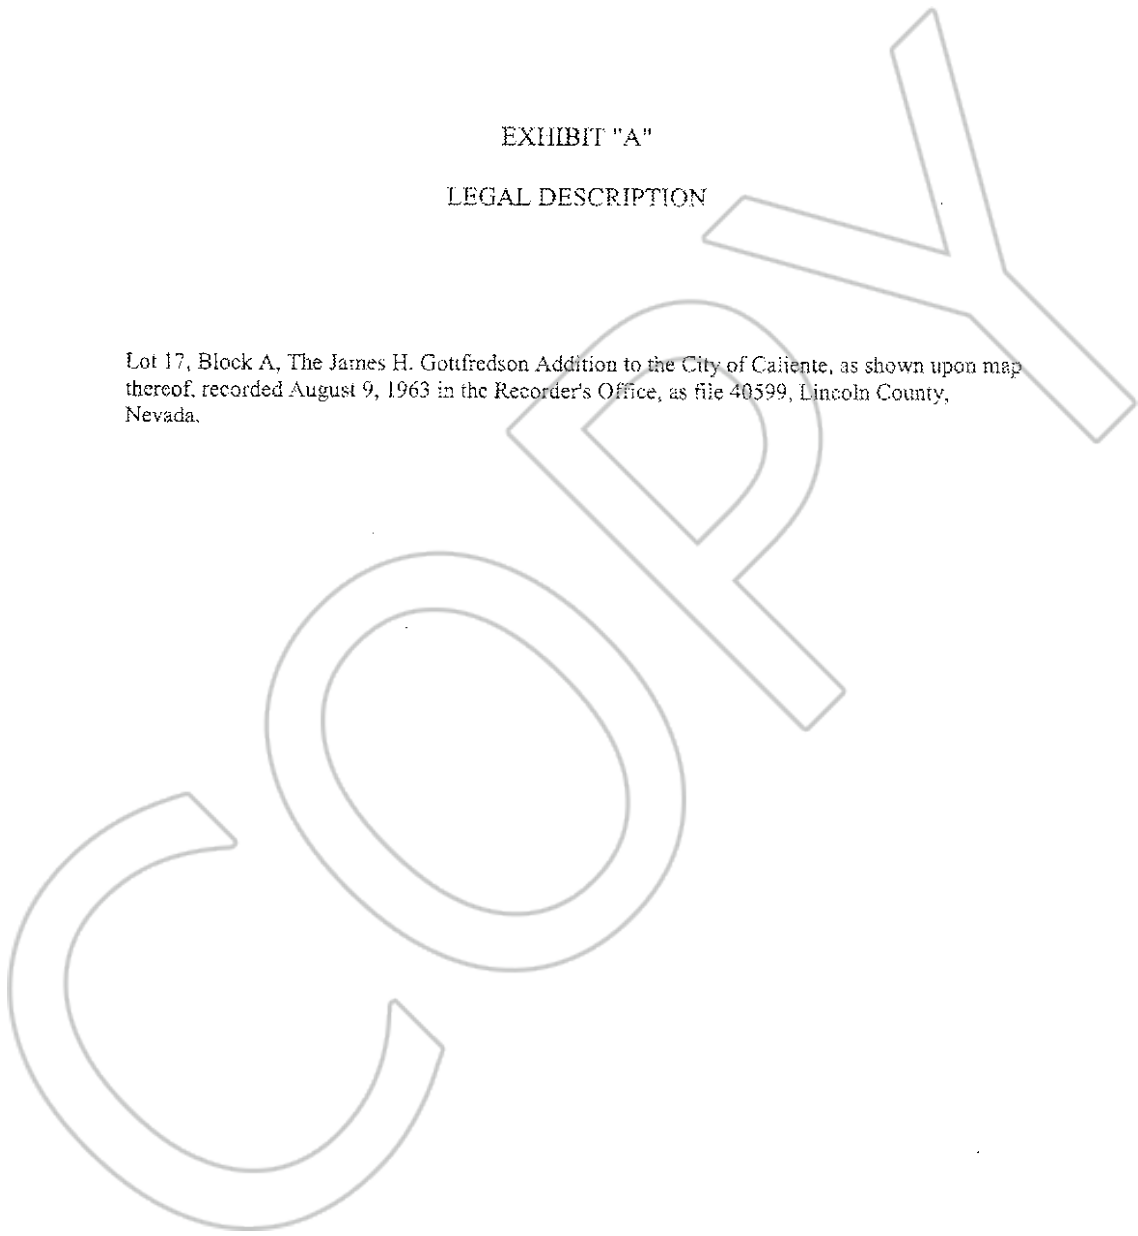 EXHIBIT "A"
LEGAL DESCRIPTION
Lot 17, Block A, The James H. Gottfredson Addition to the City of Caliente, as shown upon map
thereof, recorded August 9, 1963 in the Recorder's Office, as file 40599, Lincoln County,
Nevada.
COPY